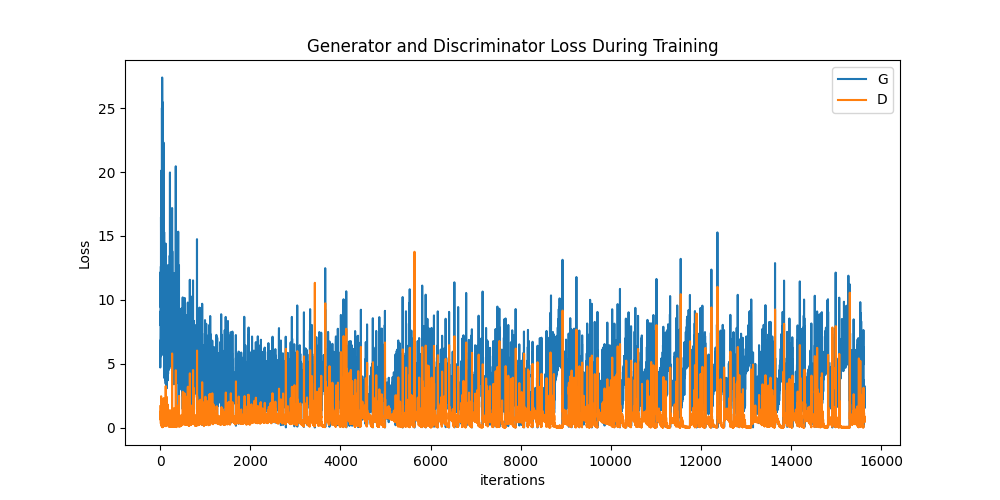 Generator and Discriminator Loss During Training
G
D
25
20
15
10
5
0
Loss
0 2000 4000 6000 8000 10000 12000 14000 16000
iterations